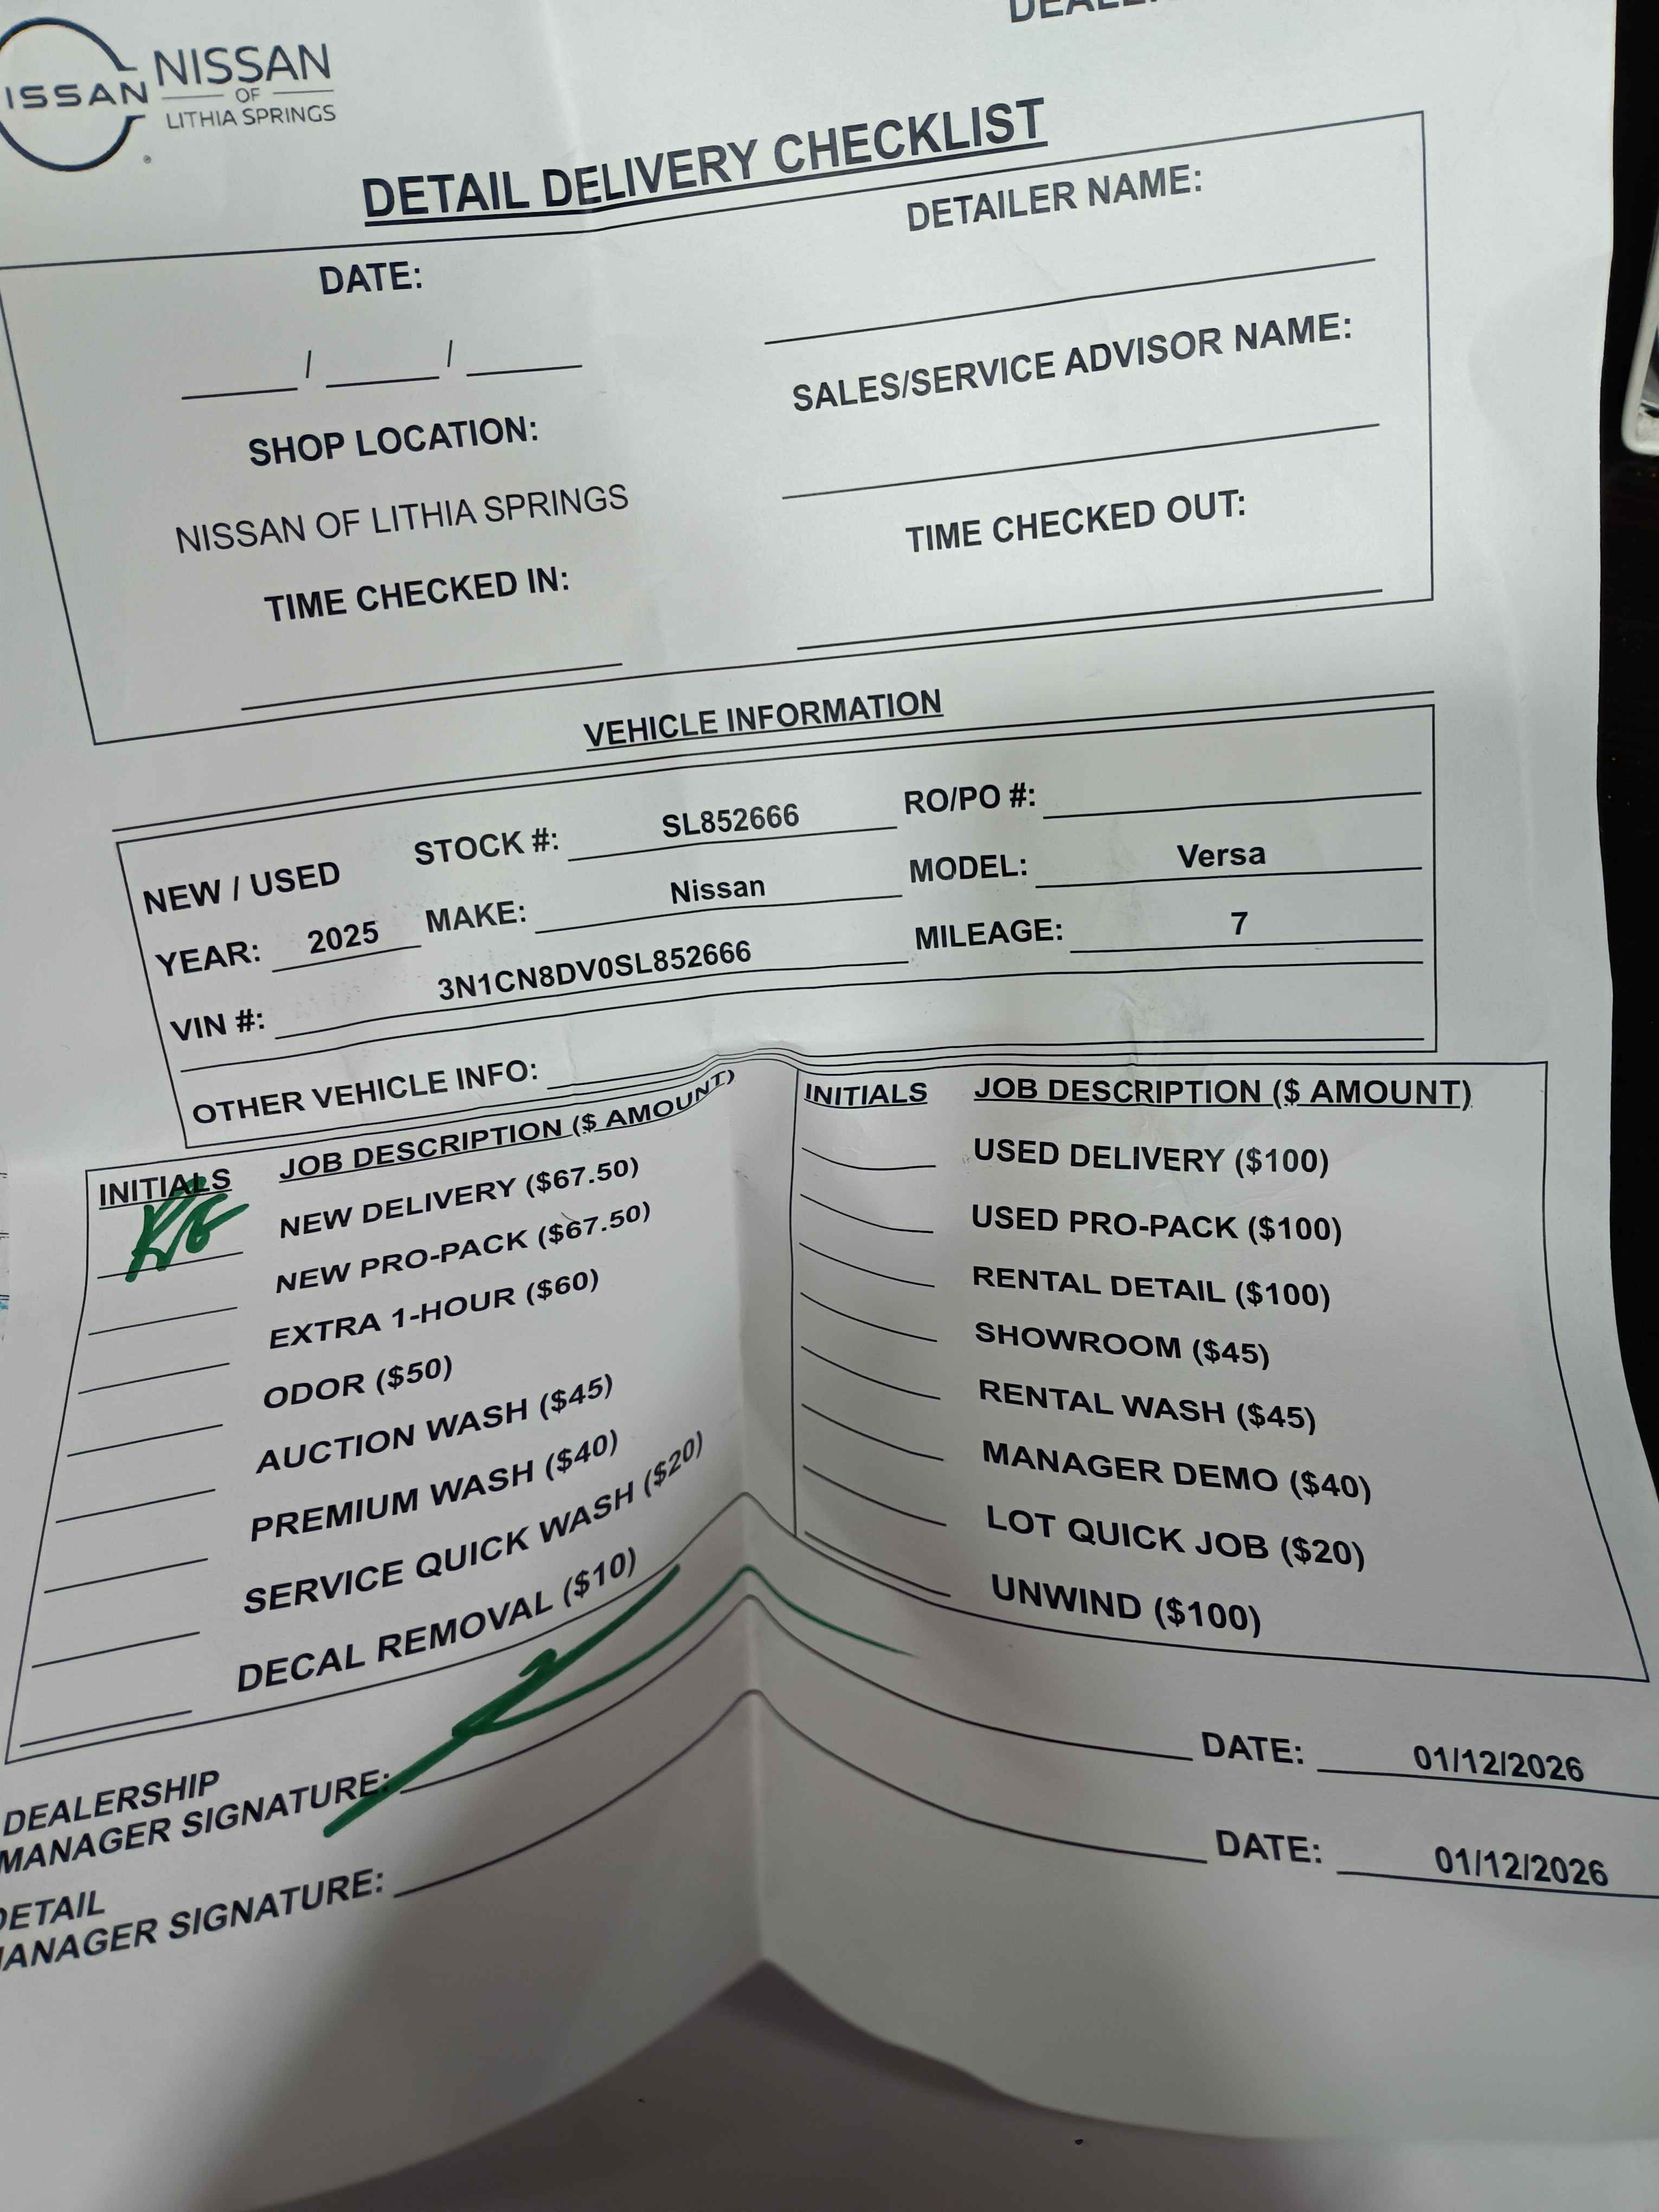 NISSAN
OF
LITHIA SPRINGS
DETAIL DELIVERY CHECKLIST
DATE:
DETAILER NAME:
/ /
SHOP LOCATION:
SALES/SERVICE ADVISOR NAME:
NISSAN OF LITHIA SPRINGS
TIME CHECKED IN:
TIME CHECKED OUT:
VEHICLE INFORMATION
NEW / USED STOCK #: SL852666 RO/PO #:
YEAR: 2025 MAKE: Nissan MODEL: Versa
VIN #: 3N1CN8DV0SL852666 MILEAGE: 7
OTHER VEHICLE INFO:
INITIALS JOB DESCRIPTION ($ AMOUNT)
NEW DELIVERY ($67.50)
NEW PRO-PACK ($67.50)
EXTRA 1-HOUR ($60)
ODOR ($50)
AUCTION WASH ($45)
PREMIUM WASH ($40)
SERVICE QUICK WASH ($20)
DECAL REMOVAL ($10)
INITIALS JOB DESCRIPTION ($ AMOUNT)
USED DELIVERY ($100)
USED PRO-PACK ($100)
RENTAL DETAIL ($100)
SHOWROOM ($45)
RENTAL WASH ($45)
MANAGER DEMO ($40)
LOT QUICK JOB ($20)
UNWIND ($100)
DEALERSHIP
MANAGER SIGNATURE: DATE: 01/12/2026
DETAIL
MANAGER SIGNATURE: DATE: 01/12/2026